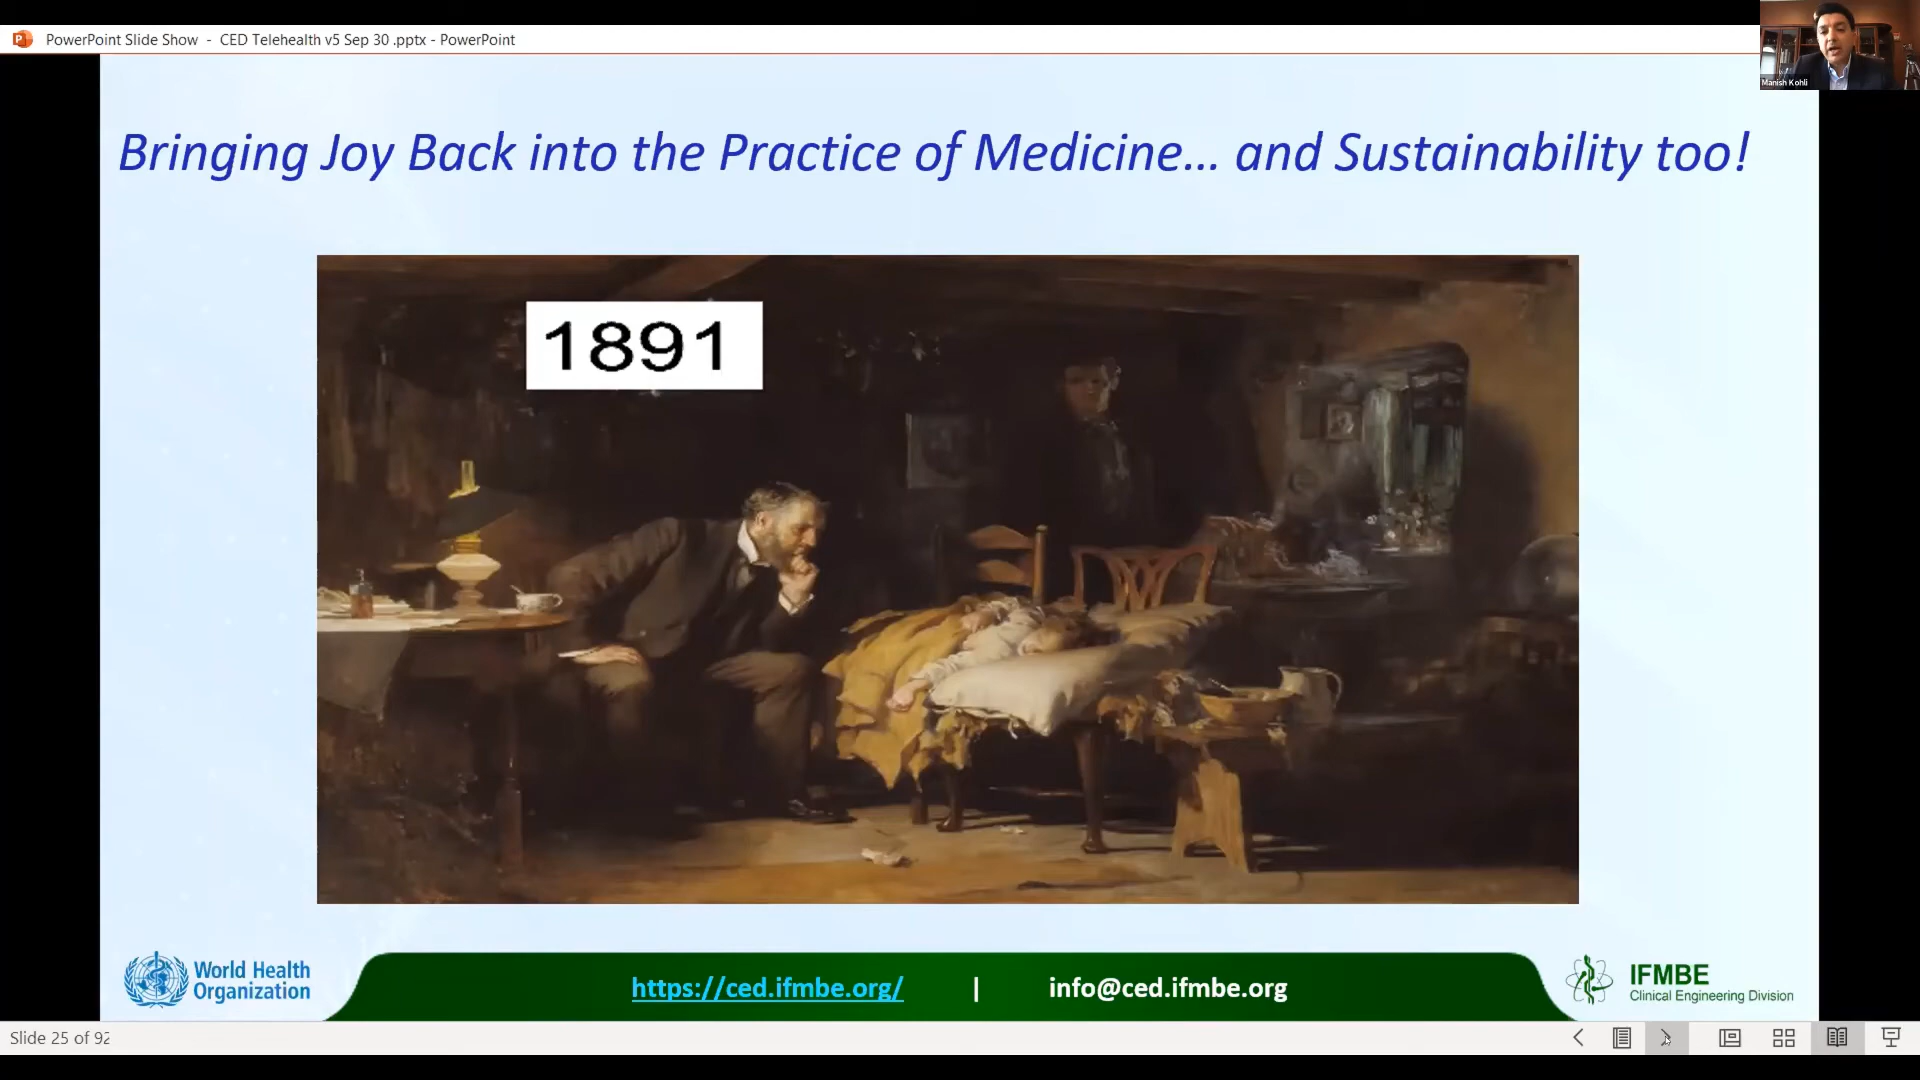 PowerPoint Slide Show - CED Telehealth v5 Sep 30 .pptx - PowerPoint
Manish Kohli
Bringing Joy Back into the Practice of Medicine... and Sustainability too!
1891
World Health
Organization
https://ced.ifmbe.org/ | info@ced.ifmbe.org
IFMBE
Clinical Engineering Division
Slide 25 of 92